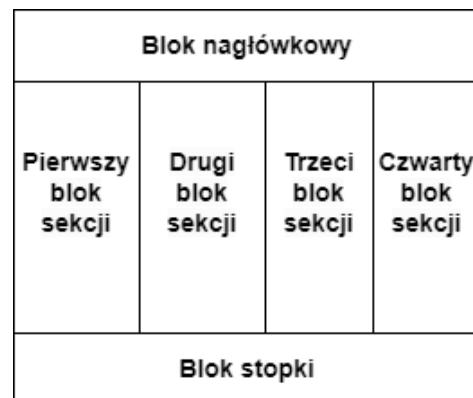 Blok nagłówkowy
Pierwszy
blok
sekcji
Drugi
blok
sekcji
Trzeci
blok
sekcji
Czwarty
blok
sekcji
Blok stopki